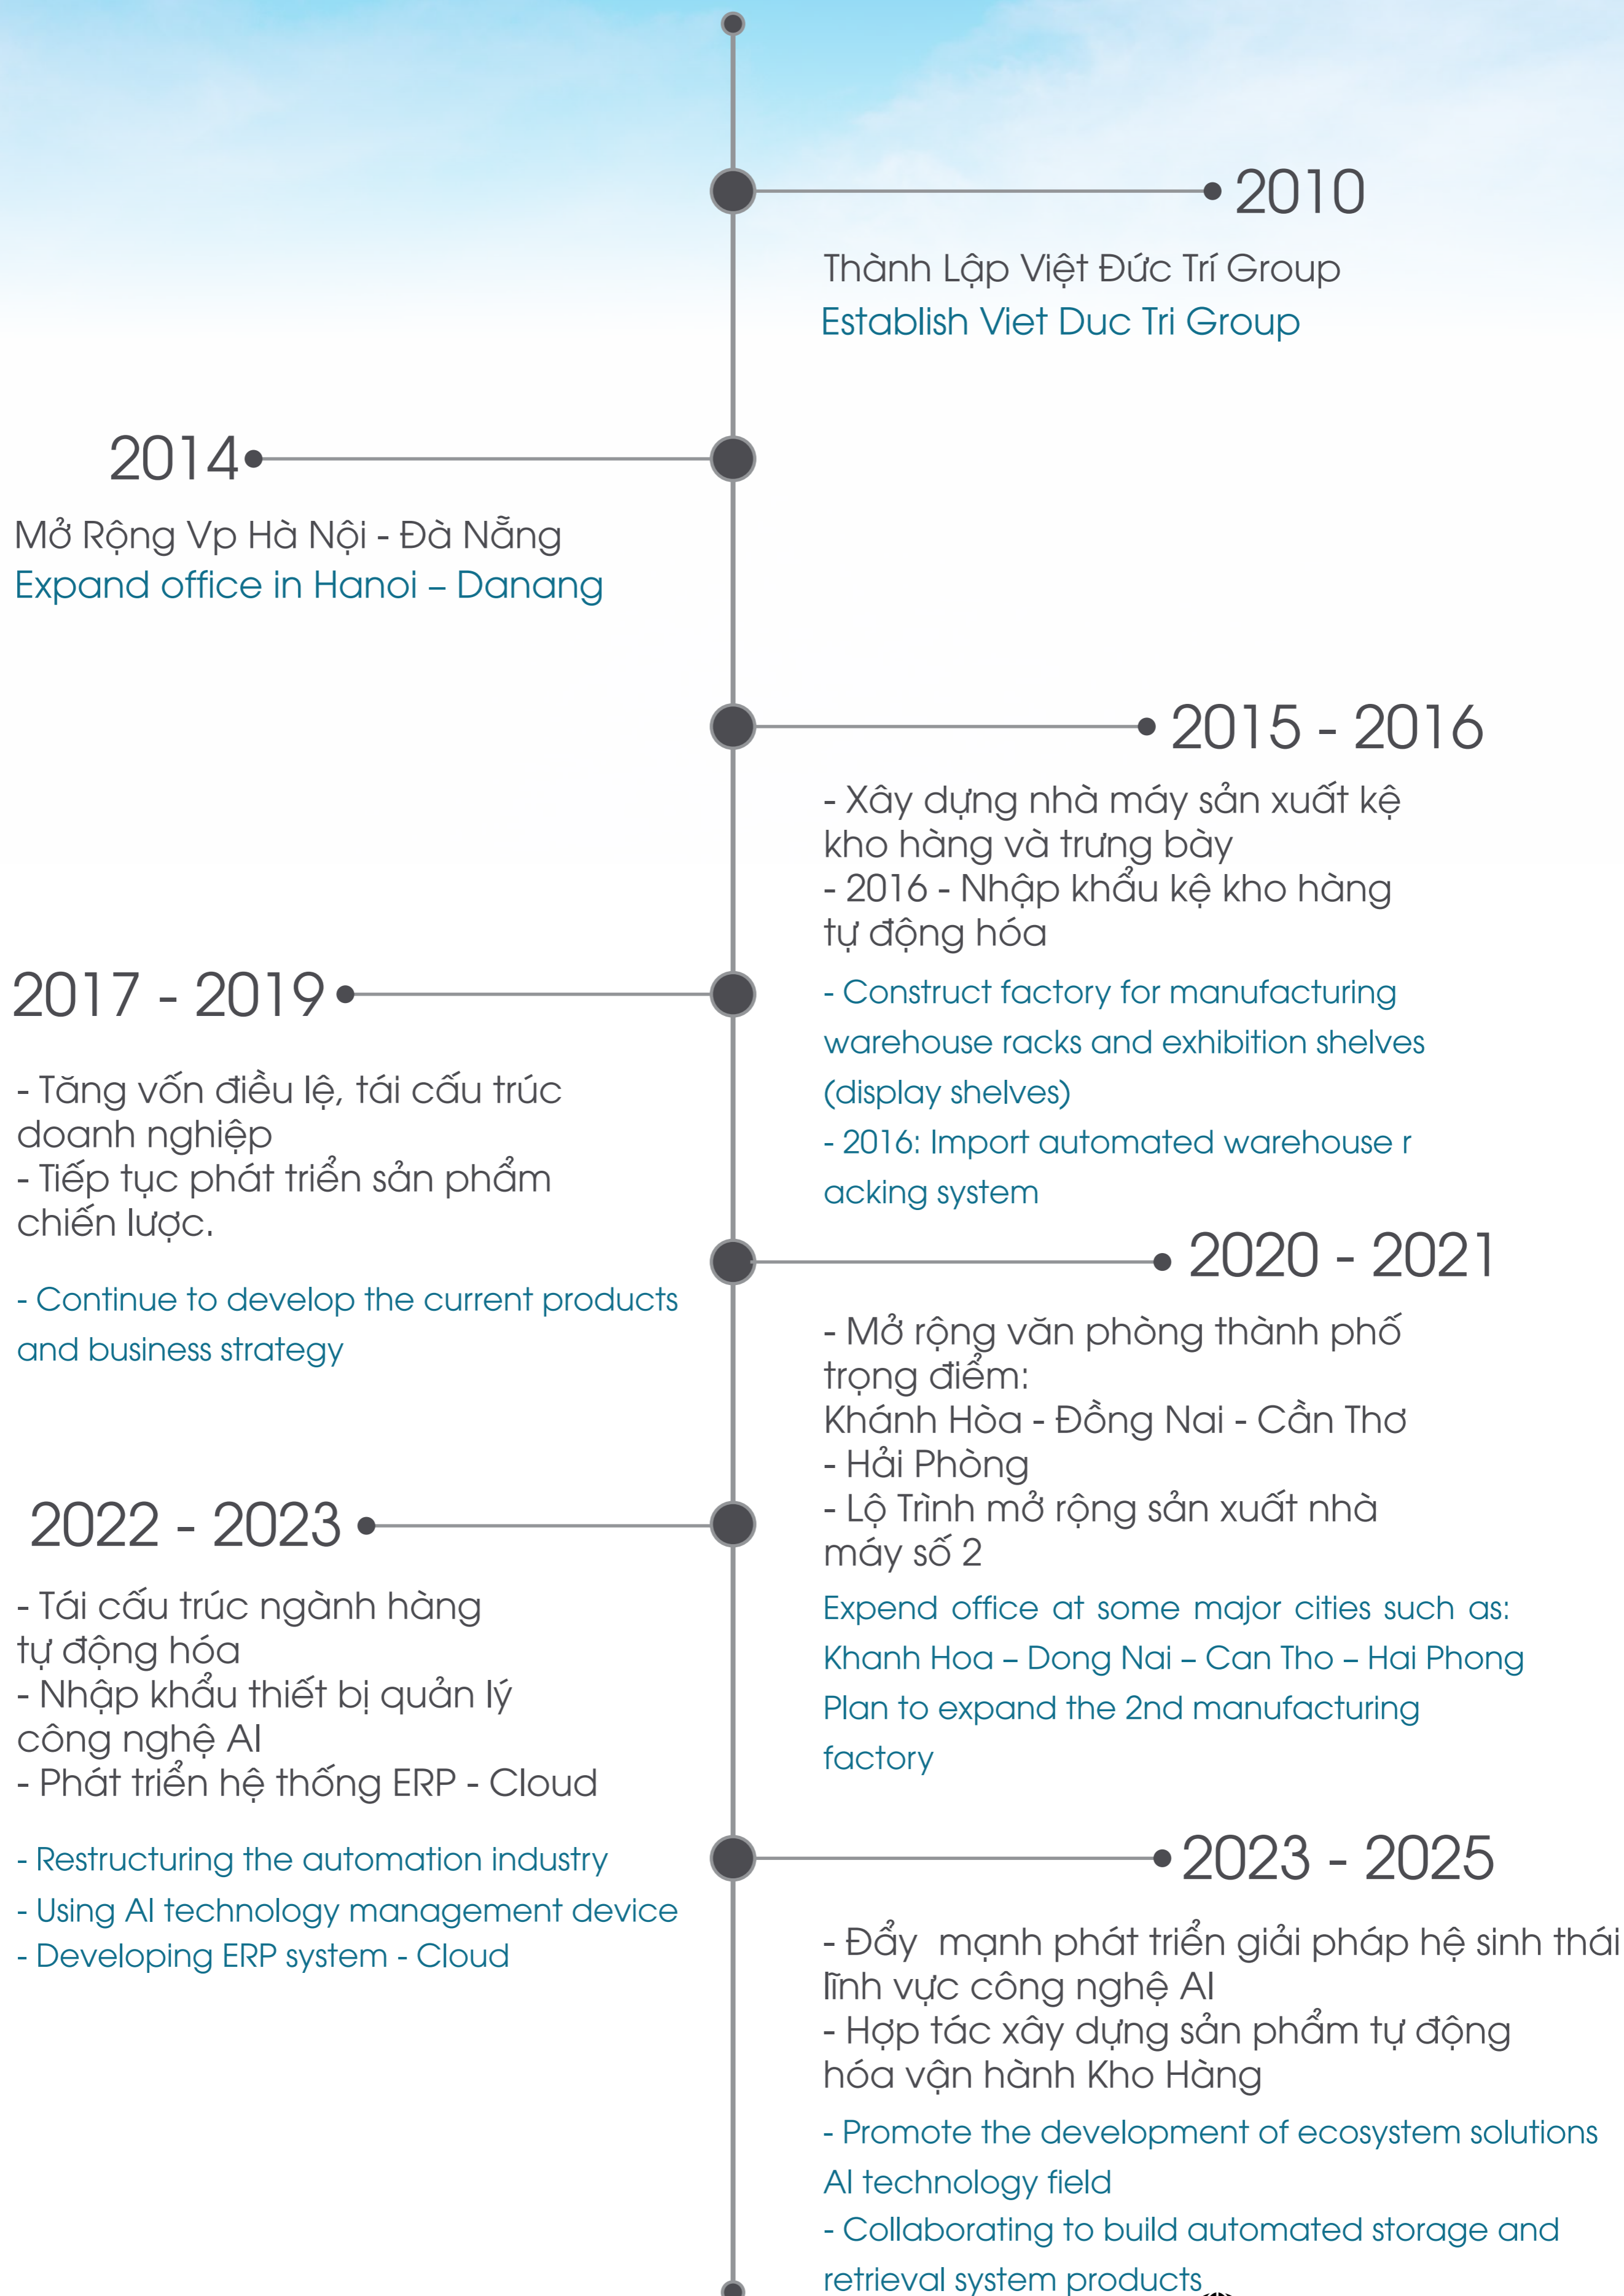 2010
Thành Lập Việt Đức Trí Group
Establish Viet Duc Tri Group
2014
Mở Rộng Vp Hà Nội - Đà Nẵng
Expand office in Hanoi – Danang
2015 - 2016
- Xây dựng nhà máy sản xuất kệ
kho hàng và trưng bày
- 2016 - Nhập khẩu kệ kho hàng
tự động hóa
- Construct factory for manufacturing
warehouse racks and exhibition shelves
(display shelves)
- 2016: Import automated warehouse r
acking system
2017 - 2019
- Tăng vốn điều lệ, tái cấu trúc
doanh nghiệp
- Tiếp tục phát triển sản phẩm
chiến lược.
- Continue to develop the current products
and business strategy
2020 - 2021
- Mở rộng văn phòng thành phố
trọng điểm:
Khánh Hòa - Đồng Nai - Cần Thơ
- Hải Phòng
- Lộ Trình mở rộng sản xuất nhà
máy số 2
Expend office at some major cities such as:
Khanh Hoa – Dong Nai – Can Tho – Hai Phong
Plan to expand the 2nd manufacturing
factory
2022 - 2023
- Tái cấu trúc ngành hàng
tự động hóa
- Nhập khẩu thiết bị quản lý
công nghệ AI
- Phát triển hệ thống ERP - Cloud
- Restructuring the automation industry
- Using AI technology management device
- Developing ERP system - Cloud
2023 - 2025
- Đẩy  mạnh phát triển giải pháp hệ sinh thái
lĩnh vực công nghệ AI
- Hợp tác xây dựng sản phẩm tự động
hóa vận hành Kho Hàng
- Promote the development of ecosystem solutions
AI technology field
- Collaborating to build automated storage and
retrieval system products